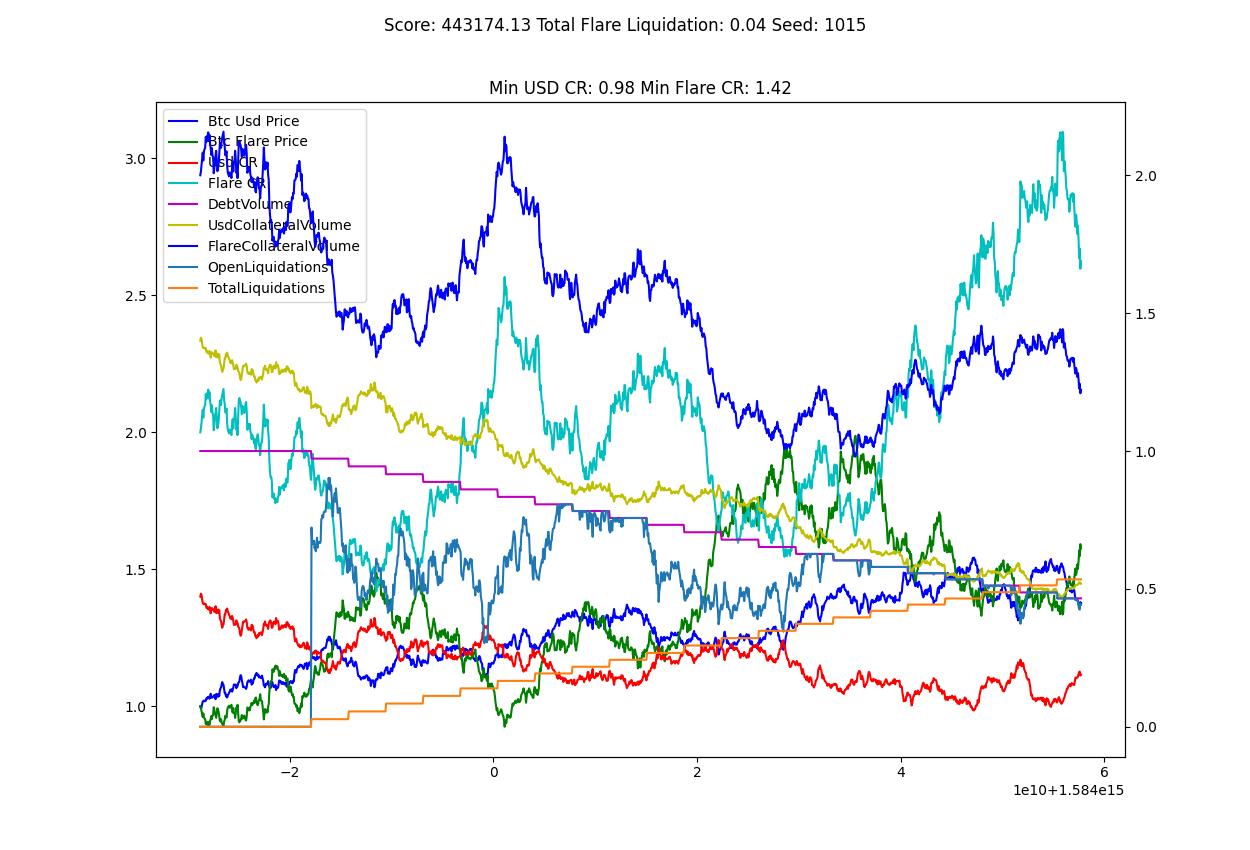 Score: 443174.13 Total Flare Liquidation: 0.04 Seed: 1015
Min USD CR: 0.98 Min Flare CR: 1.42
Btc Usd Price
Btc Flare Price
Usd CR
Flare CR
DebtVolume
UsdCollateralVolume
FlareCollateralVolume
OpenLiquidations
TotalLiquidations
3.0
2.5
2.0
1.5
1.0
2.0
1.5
1.0
0.5
0.0
−2
0
2
4
6
1e10+1.584e15